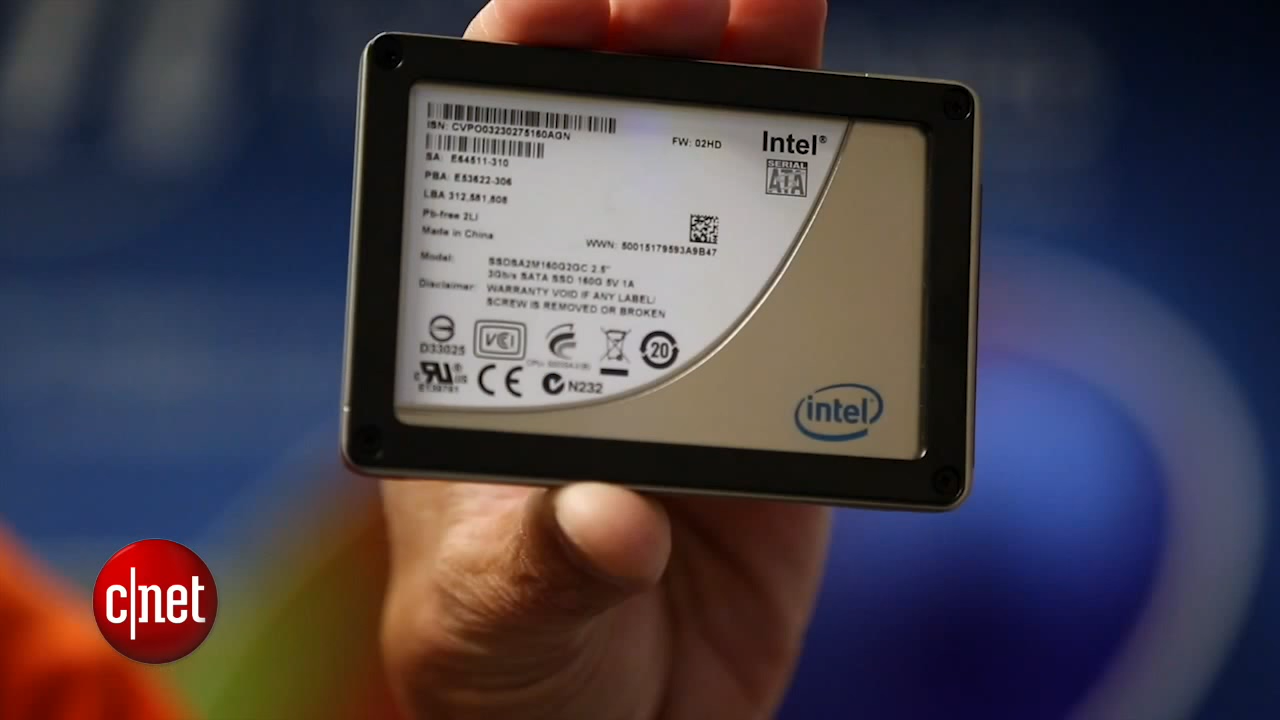 ISN: CVPO03230275160AGN
FW: 02HD
Intel®
SERIAL
ATA
SA: E64511-310
PBA: E53622-306
LBA 312,581,808
Pb-free 2LI
Made in China
WWN: 50015179593A9B47
Model: SSDSA2M160G2GC 2.5"
3Gb/s SATA SSD 160G 5V 1A
Disclaimer: WARRANTY VOID IF ANY LABEL/
SCREW IS REMOVED OR BROKEN
D33025
VCI
20
CE
N232
intel
c|net